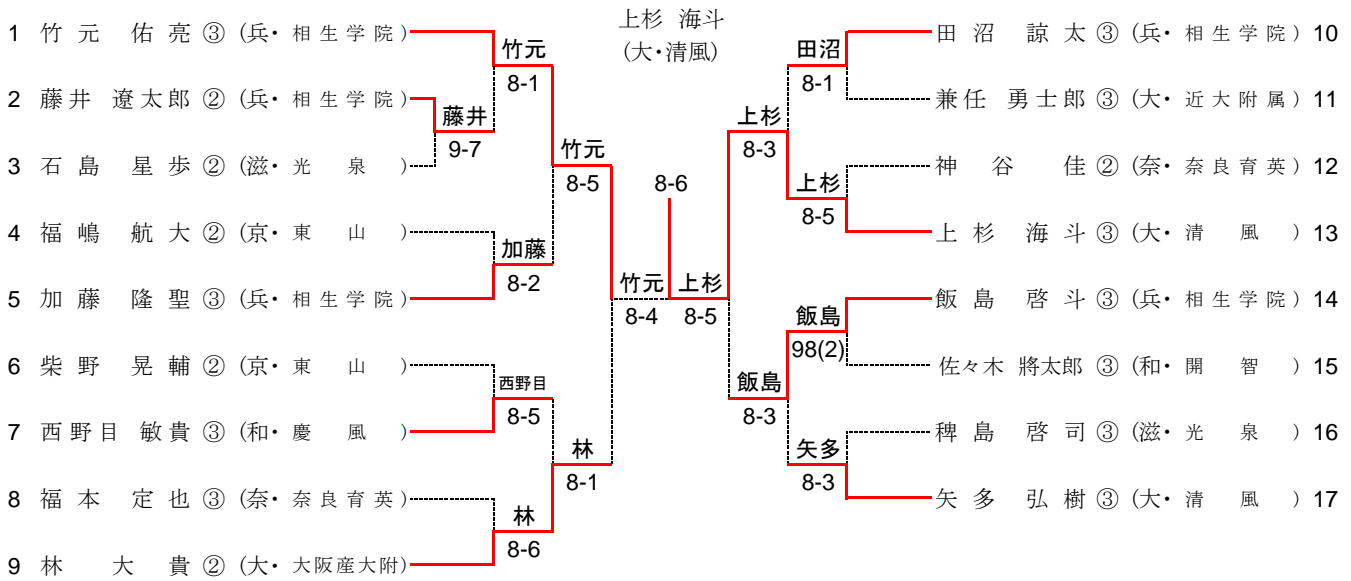 上杉 海斗
(大・清風)
1 竹元 佑亮 ③ (兵・相生学院)
竹元
8-1
2 藤井 遼太郎 ② (兵・相生学院)
藤井
9-7
3 石島 星歩 ② (滋・光泉)
竹元
8-5
4 福嶋 航大 ② (京・東山)
加藤
8-2
5 加藤 隆聖 ③ (兵・相生学院)
竹元
8-4
6 柴野 晃輔 ② (京・東山)
西野目
8-5
7 西野目 敏貴 ③ (和・慶風)
林
8-1
8 福本 定也 ③ (奈・奈良育英)
林
8-6
9 林 大貴 ② (大・大阪産大附)
8-6
上杉
8-5
田沼 諒太 ③ (兵・相生学院) 10
田沼
8-1
兼任 勇士郎 ③ (大・近大附属) 11
上杉
8-3
神谷 佳 ② (奈・奈良育英) 12
上杉
8-5
上杉 海斗 ③ (大・清風) 13
飯島 啓斗 ③ (兵・相生学院) 14
飯島
98(2)
佐々木 將太郎 ③ (和・開智) 15
飯島
8-3
稗島 啓司 ③ (滋・光泉) 16
矢多
8-3
矢多 弘樹 ③ (大・清風) 17